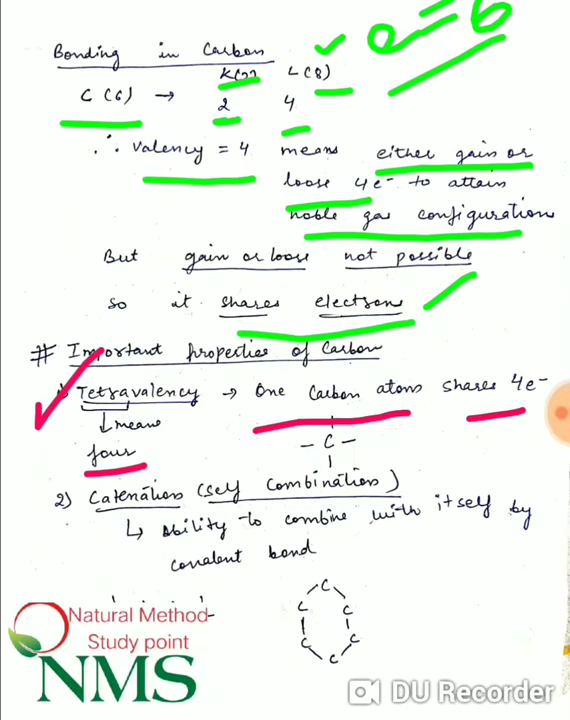 e⁻=6
Bonding in Carbon
K(2) L(8)
C (6) → 2 4
∴ Valency = 4 means either gain or
loose 4e⁻ to attain
noble gas configuration
But gain or loose not possible
so it shares electrons
# Important properties of Carbon
1) Tetravalency → One Carbon atom shares 4e⁻
↓ means
four
– C –
2) Catenation (self combination)
↳ ability to combine with itself by
covalent bond
C
C C
C C
C
Natural Method
Study point
NMS
DU Recorder